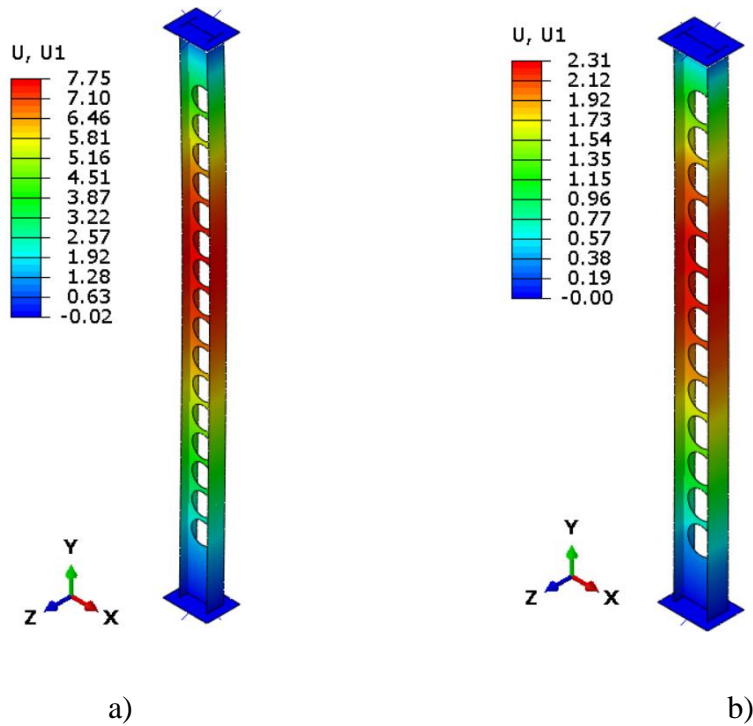 U, U1
7.75
7.10
6.46
5.81
5.16
4.51
3.87
3.22
2.57
1.92
1.28
0.63
-0.02
Y
Z
X
a)
U, U1
2.31
2.12
1.92
1.73
1.54
1.35
1.15
0.96
0.77
0.57
0.38
0.19
-0.00
Y
Z
X
b)